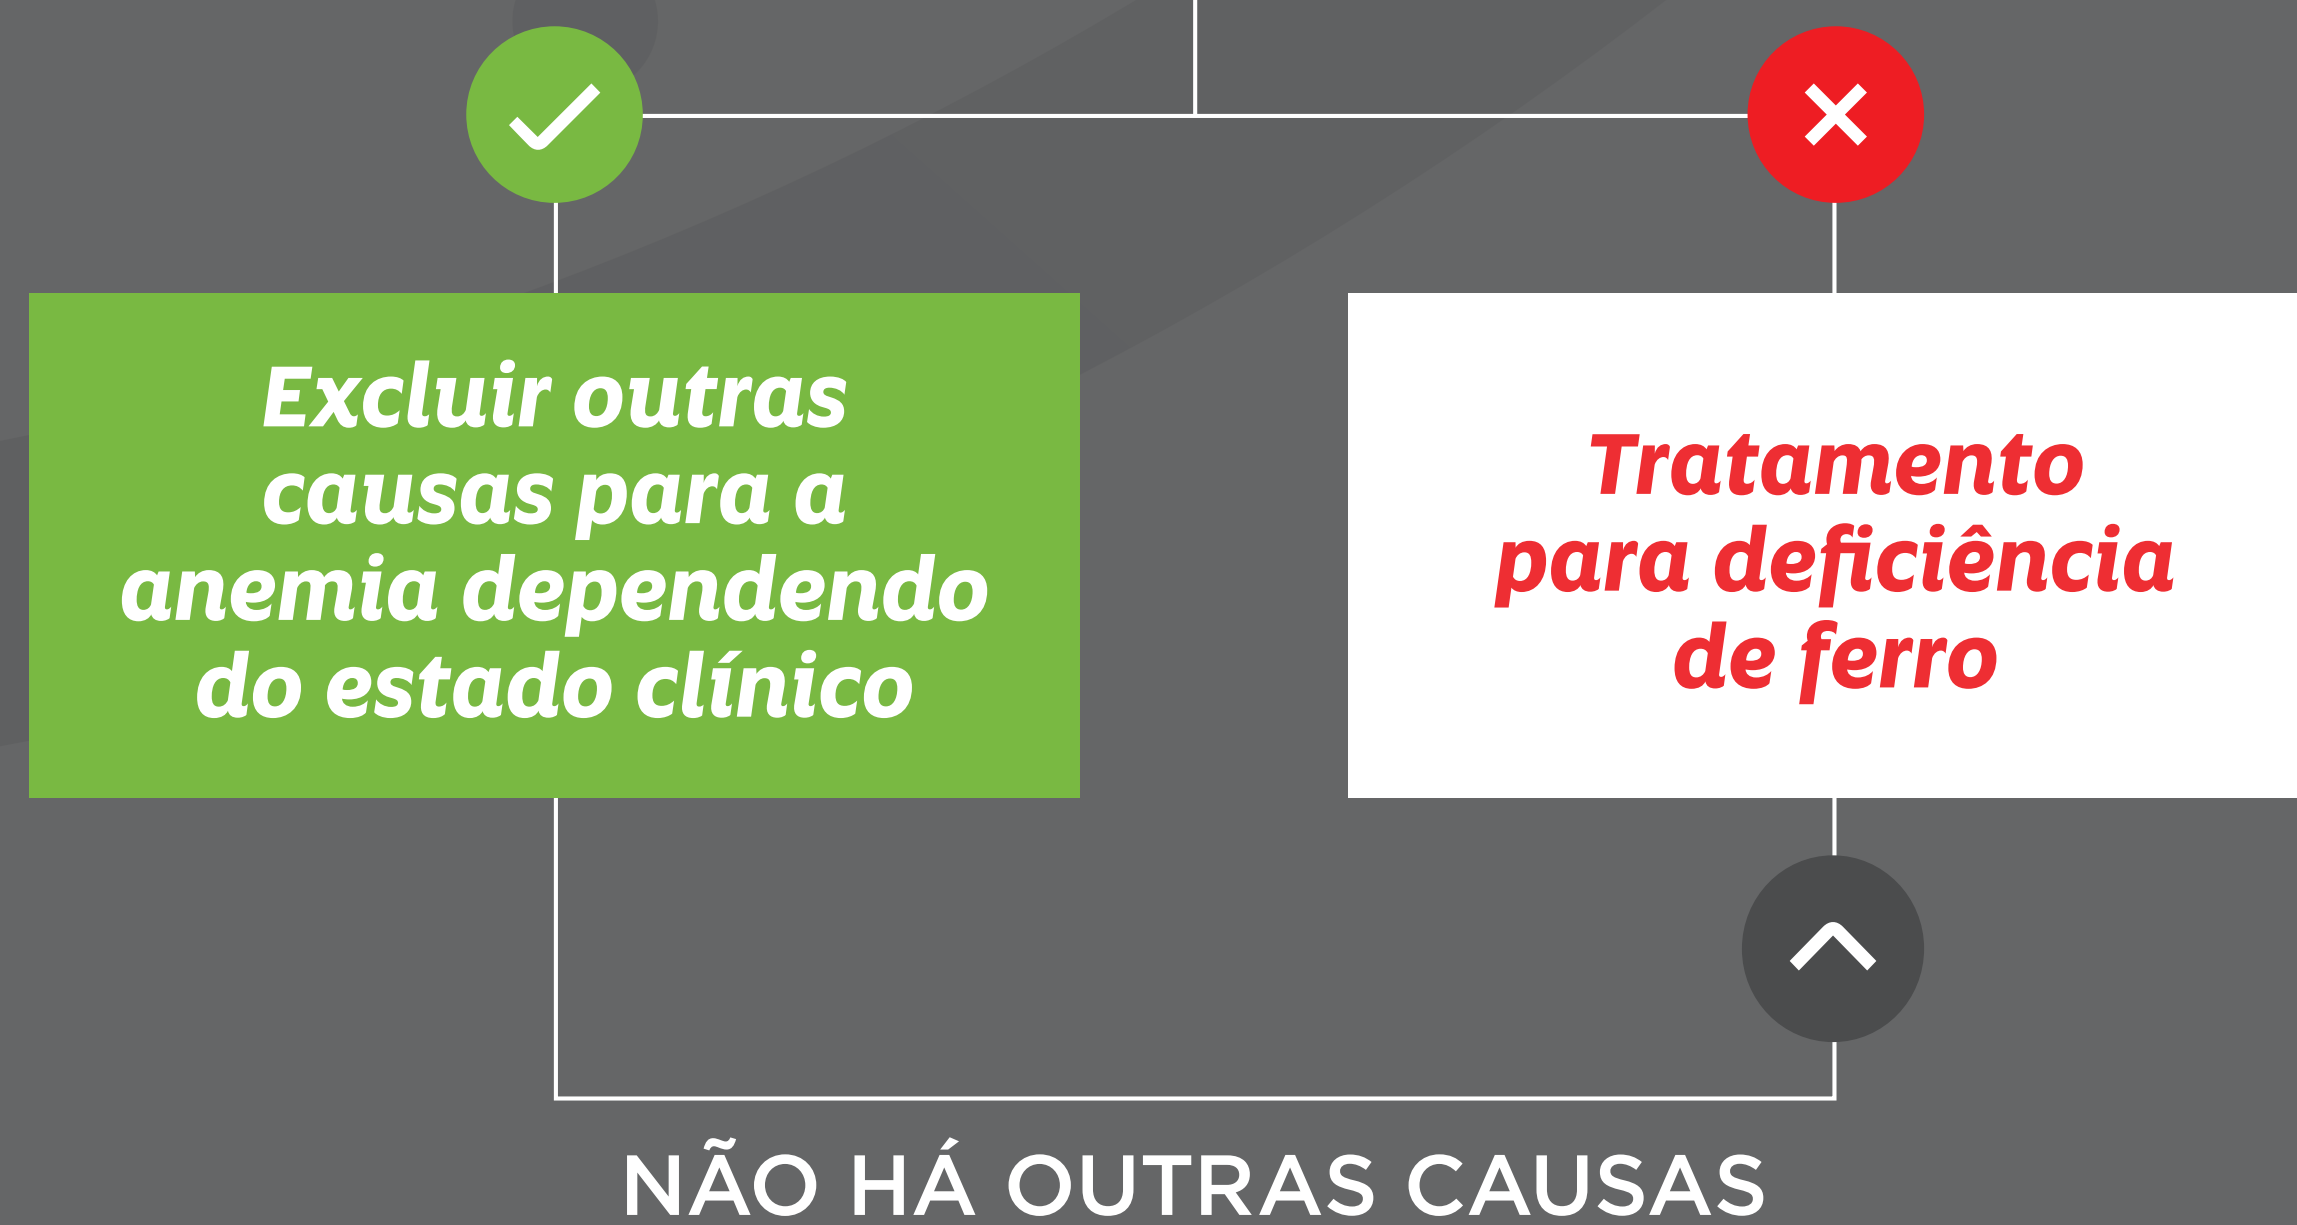 Excluir outras
causas para a
anemia dependendo
do estado clínico
Tratamento
para deficiência
de ferro
NÃO HÁ OUTRAS CAUSAS